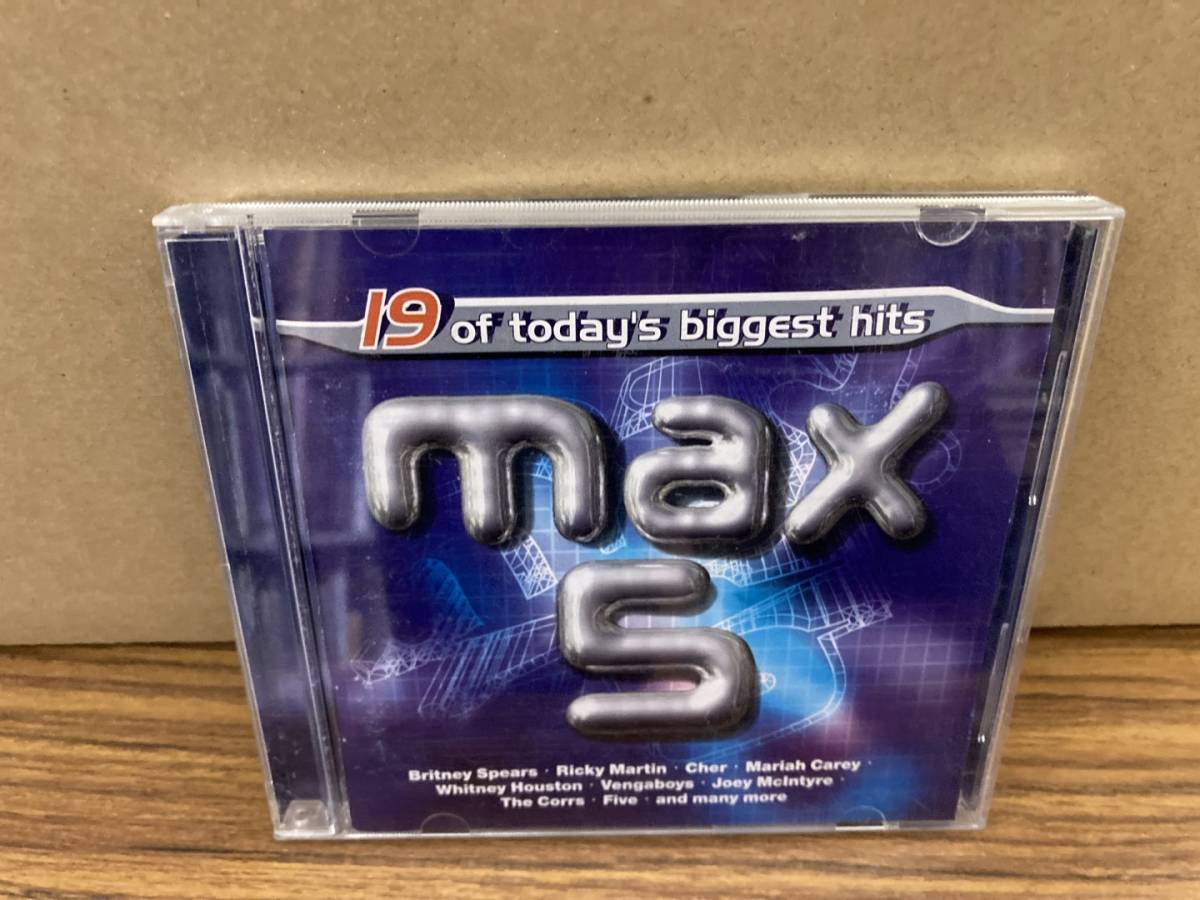 19 of today's biggest hits
max
5
Britney Spears · Ricky Martin · Cher · Mariah Carey ·
Whitney Houston · Vengaboys · Joey McIntyre ·
The Corrs · Five · and many more